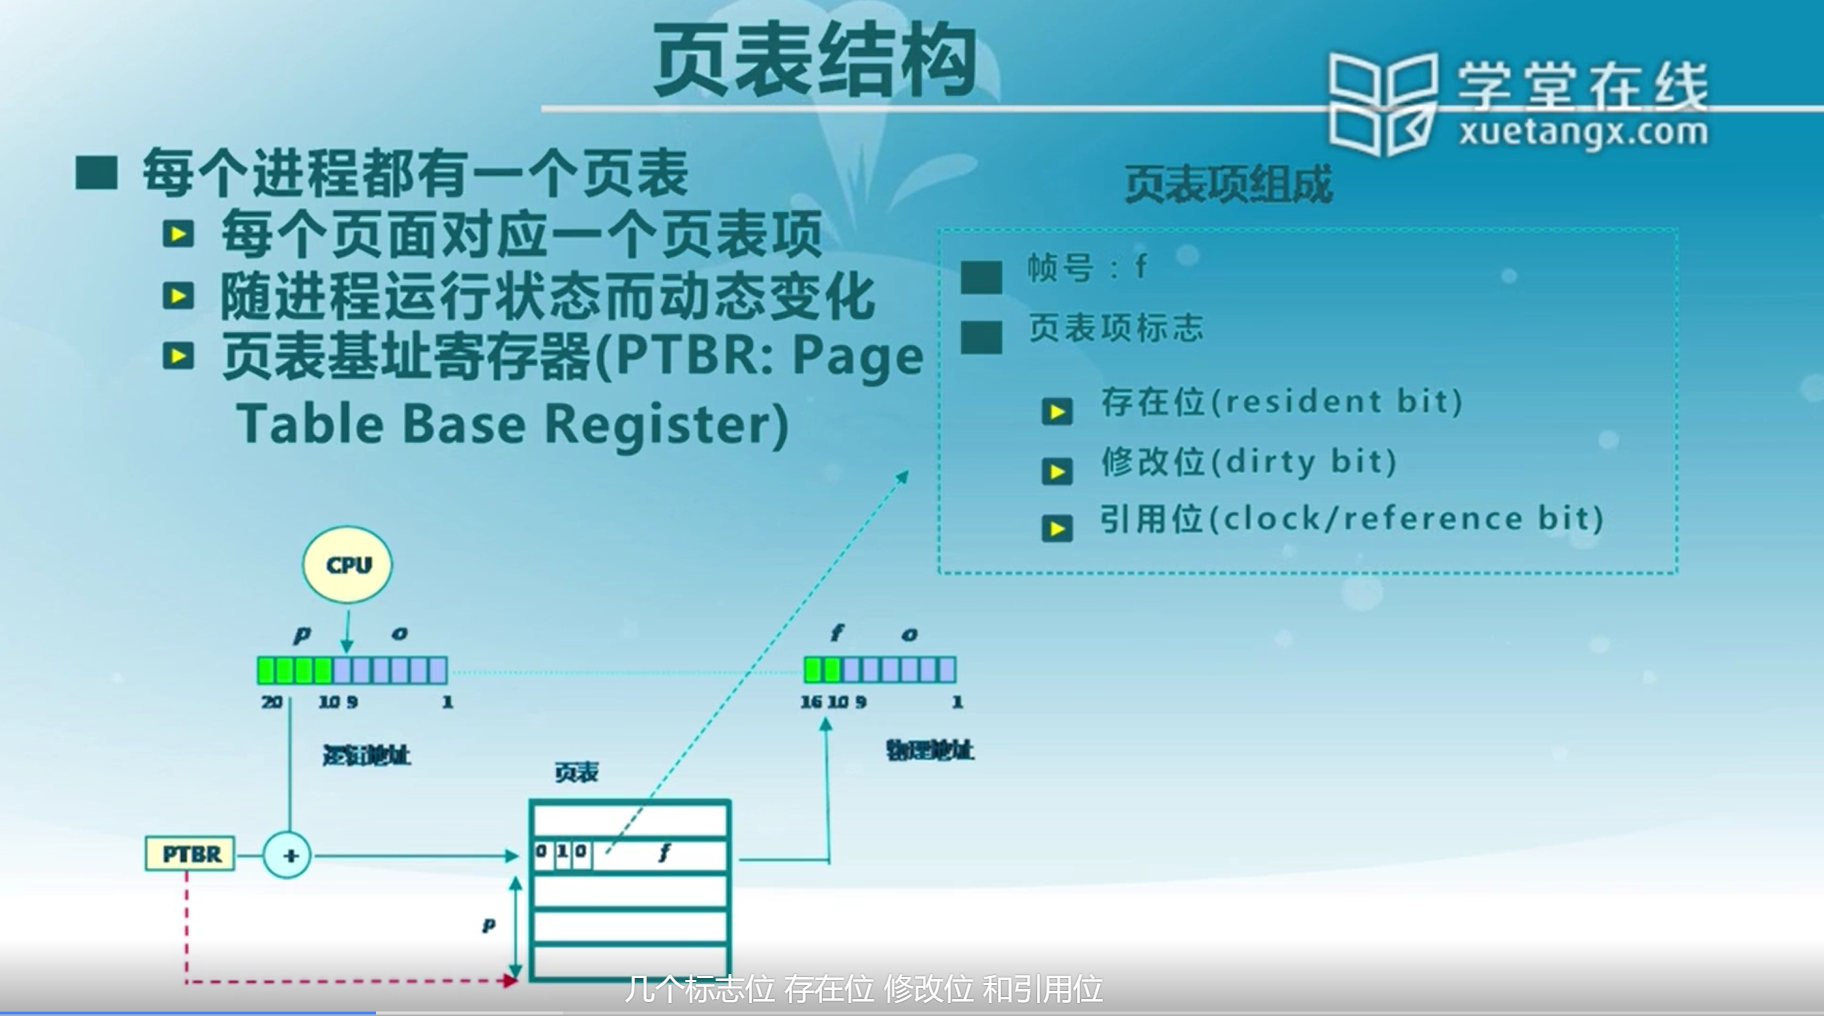 页表结构
学堂在线
xuetangx.com
每个进程都有一个页表
每个页面对应一个页表项
随进程运行状态而动态变化
页表基址寄存器(PTBR: Page
Table Base Register)
页表项组成
帧号：f
页表项标志
存在位(resident bit)
修改位(dirty bit)
引用位(clock/reference bit)
CPU
p o
20 10 9 1
逻辑地址
f o
16 10 9 1
物理地址
页表
PTBR
+
0 1 0 f
p
几个标志位 存在位 修改位 和引用位